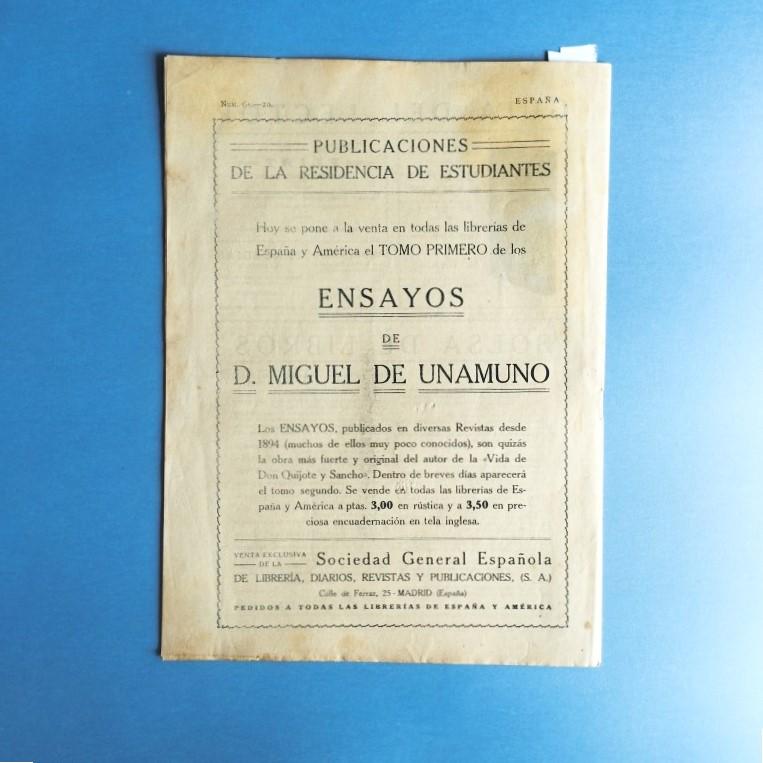 ESPAÑA
PUBLICACIONES
DE LA RESIDENCIA DE ESTUDIANTES
Hoy se pone a la venta en todas las librerías de
España y América el TOMO PRIMERO de los
ENSAYOS
DE
D. MIGUEL DE UNAMUNO
Los ENSAYOS, publicados en diversas Revistas desde
1894 (muchos de ellos muy poco conocidos), son quizás
la obra más fuerte y original del autor de la «Vida de
Don Quijote y Sancho». Dentro de breves días aparecerá
el tomo segundo. Se vende en todas las librerías de Es-
paña y América a ptas. 3,00 en rústica y a 3,50 en pre-
ciosa encuadernación en tela inglesa.
VENTA EXCLUSIVA
DE LA
Sociedad General Española
DE LIBRERÍA, DIARIOS, REVISTAS Y PUBLICACIONES, (S. A.)
Calle de Ferraz, 25 - MADRID (España)
PEDIDOS A TODAS LAS LIBRERÍAS DE ESPAÑA Y AMÉRICA